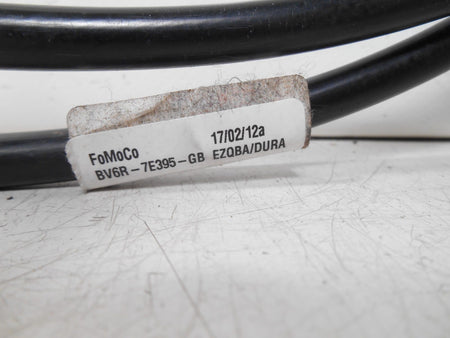 FoMoCo 17/02/12a
BV6R-7E395-GB EZQBA/DURA